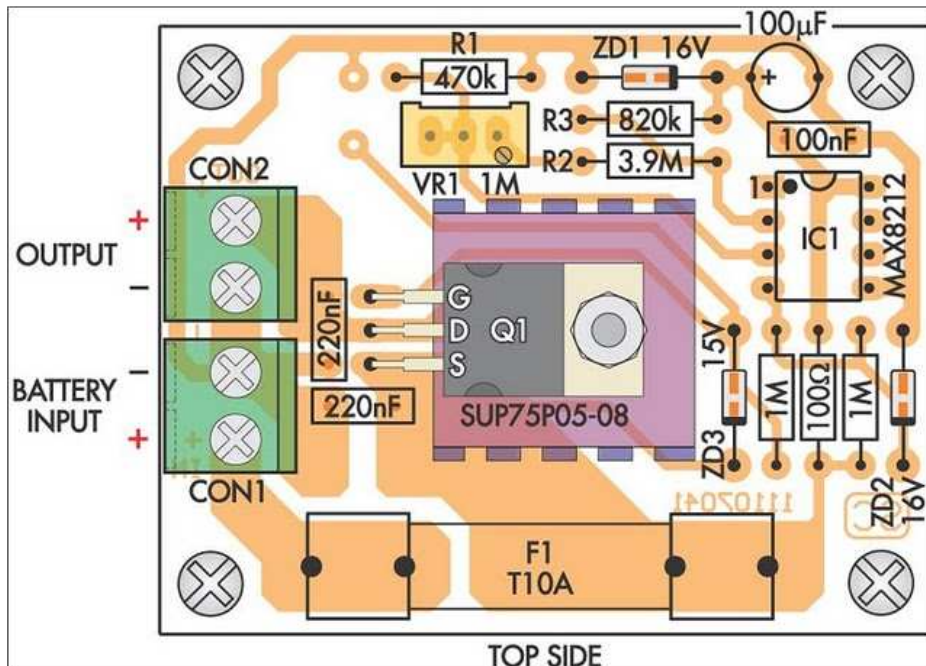 100µF
R1
ZD1 16V
+
470k
R3
820k
100nF
R2
3.9M
CON2
VR1 1M
1
IC1
MAX8212
+
OUTPUT
−
G
220nF
D
Q1
15V
−
S
BATTERY
INPUT
220nF
SUP75P05-08
1M
100Ω
1M
+
ZD3
CON1
11107041
ZD2
16V
F1
T10A
TOP SIDE